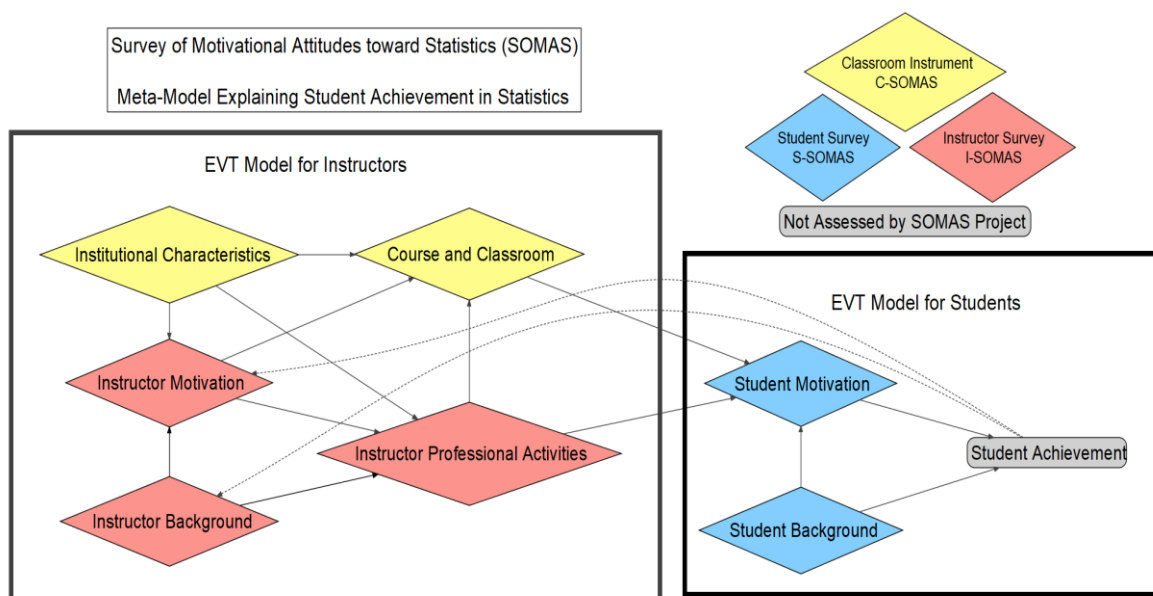 Survey of Motivational Attitudes toward Statistics (SOMAS)
Meta-Model Explaining Student Achievement in Statistics
Classroom Instrument
C-SOMAS
Student Survey
S-SOMAS
Instructor Survey
I-SOMAS
Not Assessed by SOMAS Project
EVT Model for Instructors
Institutional Characteristics
Course and Classroom
Instructor Motivation
Instructor Professional Activities
Instructor Background
EVT Model for Students
Student Motivation
Student Achievement
Student Background